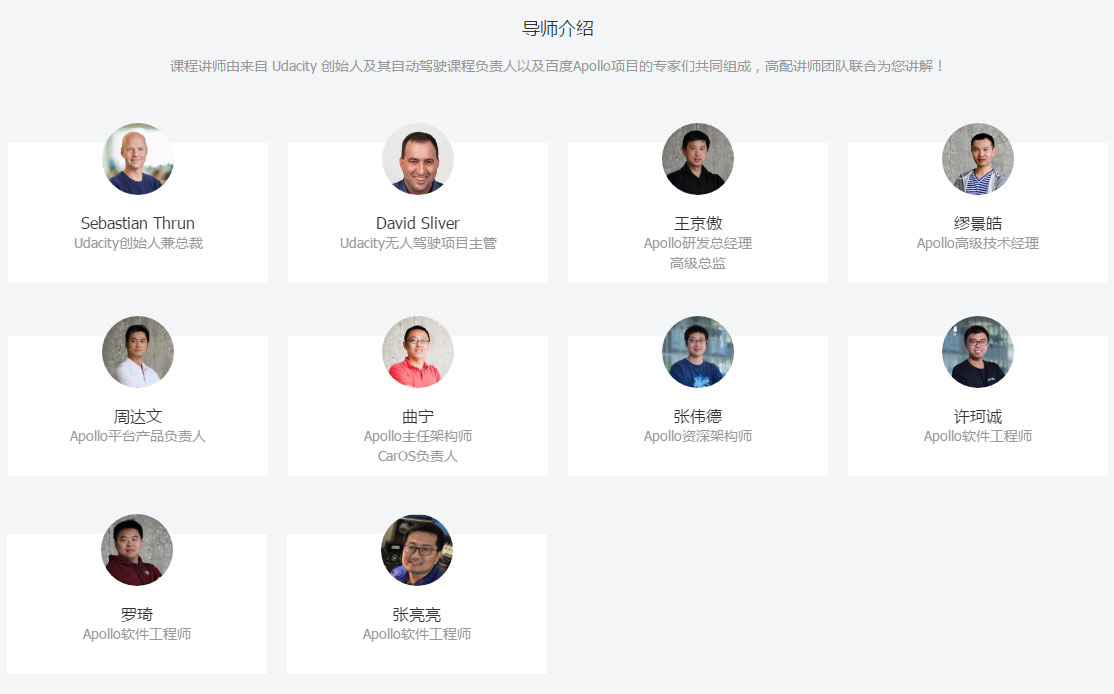 导师介绍
课程讲师由来自 Udacity 创始人及其自动驾驶课程负责人以及百度Apollo项目的专家们共同组成，高配讲师团队联合为您讲解！
Sebastian Thrun
Udacity创始人兼总裁
David Sliver
Udacity无人驾驶项目主管
王京傲
Apollo研发总经理
高级总监
缪景皓
Apollo高级技术经理
周达文
Apollo平台产品负责人
曲宁
Apollo主任架构师
CarOS负责人
张伟德
Apollo资深架构师
许珂诚
Apollo软件工程师
罗琦
Apollo软件工程师
张亮亮
Apollo软件工程师